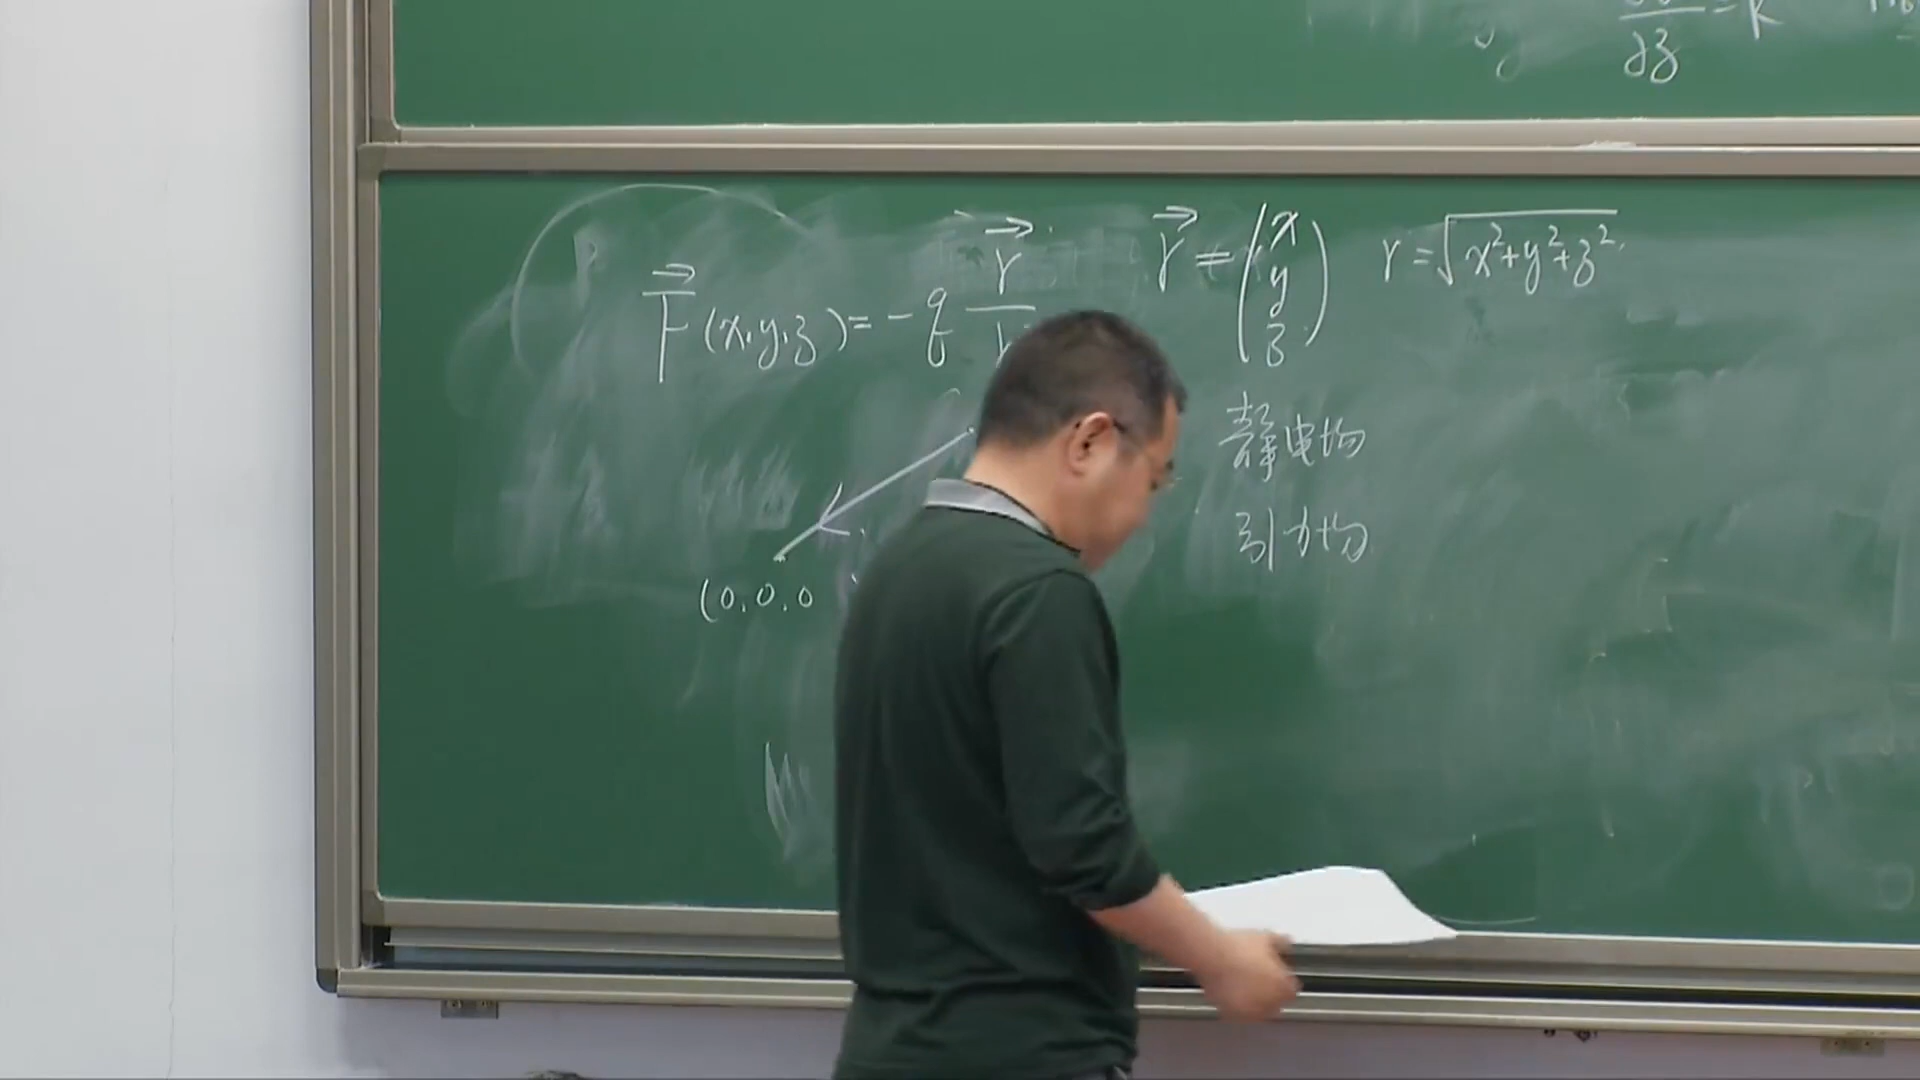 ∂z = k
F⃗(x,y,z) = -q r⃗/
r⃗ = (x y z) r = √(x²+y²+z²)
静电场
引力场
(0,0,0